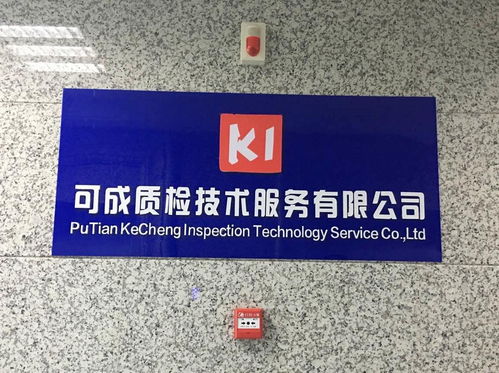 KI
可成质检技术服务有限公司
PuTian KeCheng Inspection Technology Service Co.,Ltd